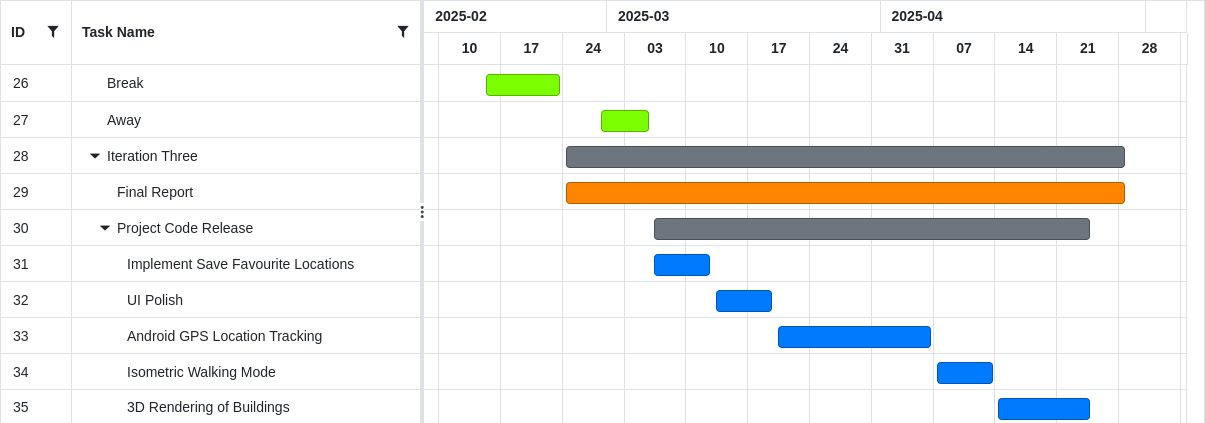 ID Task Name 2025-02 2025-03 2025-04
10 17 24 03 10 17 24 31 07 14 21 28
26 Break
27 Away
28 Iteration Three
29 Final Report
30 Project Code Release
31 Implement Save Favourite Locations
32 UI Polish
33 Android GPS Location Tracking
34 Isometric Walking Mode
35 3D Rendering of Buildings